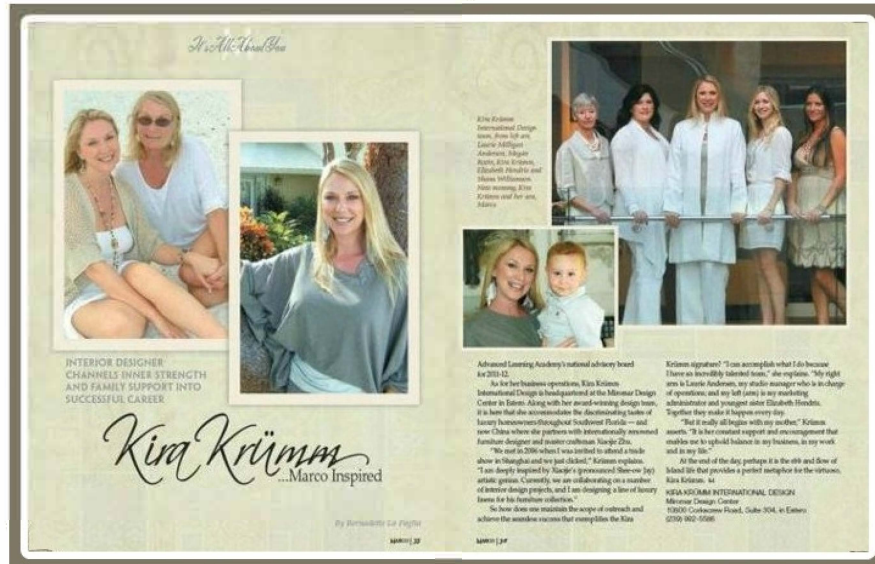 It's All About You
INTERIOR DESIGNER
CHANNELS INNER STRENGTH
AND FAMILY SUPPORT INTO
SUCCESSFUL CAREER
Kira Krümm
...Marco Inspired
By Bernadette La Paglia
Kira Krümm
International Design
team, from left are,
Laurie Milligan
Andersen, Megan
Kira Krümm,
Elizabeth Hendrix and
Shana Williamson.
New mommy, Kira
Krümm and her son,
Marco
Advanced Learning Academy's national advisory board
for 2011-12.
As for her business operations, Kira Krümm
International Design is headquartered at the Miromar Design
Center in Estero. Along with her award-winning design team,
it is here that she accommodates the discriminating tastes of
luxury homeowners throughout Southwest Florida — and
now China where she partners with internationally renowned
furniture designer and master craftsman Xiaojie Zhu.
"We met in 2006 when I was invited to attend a trade
show in Shanghai and we just clicked," Krümm explains.
"I am deeply inspired by Xiaojie's (pronounced Shee-ow Jay)
artistic genius. Currently, we are collaborating on a number
of interior design projects, and I am designing a line of luxury
linens for his furniture collection."
So how does one maintain the scope of outreach and
achieve the seamless success that exemplifies the Kira
Krümm signature? "I can accomplish what I do because
I have an incredibly talented team," she explains. "My right
arm is Laurie Andersen, my studio manager who is in charge
of operations; and my left (arm) is my marketing
administrator and youngest sister Elizabeth Hendrix.
Together they make it happen every day.
"But it really all begins with my mother," Krümm
asserts. "It is her constant support and encouragement that
enables me to uphold balance in my business, in my work
and in my life."
At the end of the day, perhaps it is the ebb and flow of
Island life that provides a perfect metaphor for the virtuous,
Kira Krümm. M
KIRA KRÜMM INTERNATIONAL DESIGN
Miromar Design Center
10800 Corkscrew Road, Suite 304, in Estero
(239) 992-5586
MARCO |
MARCO |